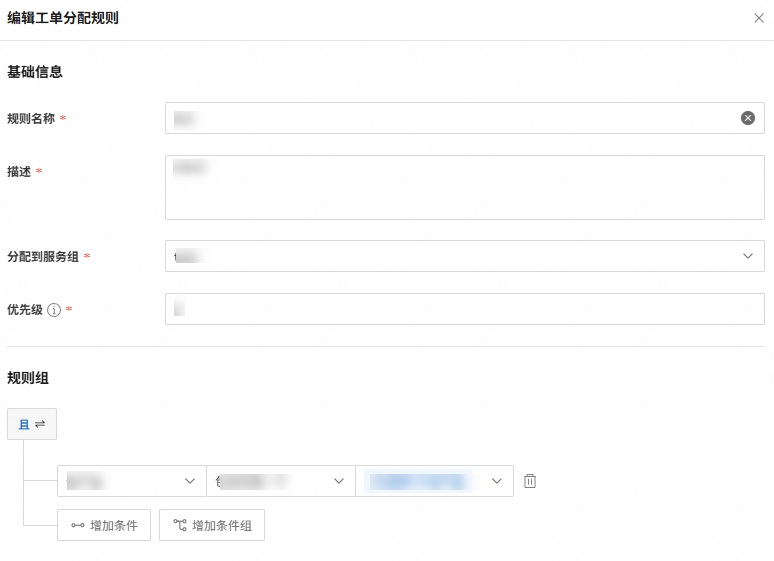 编辑工单分配规则
基础信息
规则名称 *
描述 *
分配到服务组 *
优先级 *
规则组
且
增加条件 增加条件组